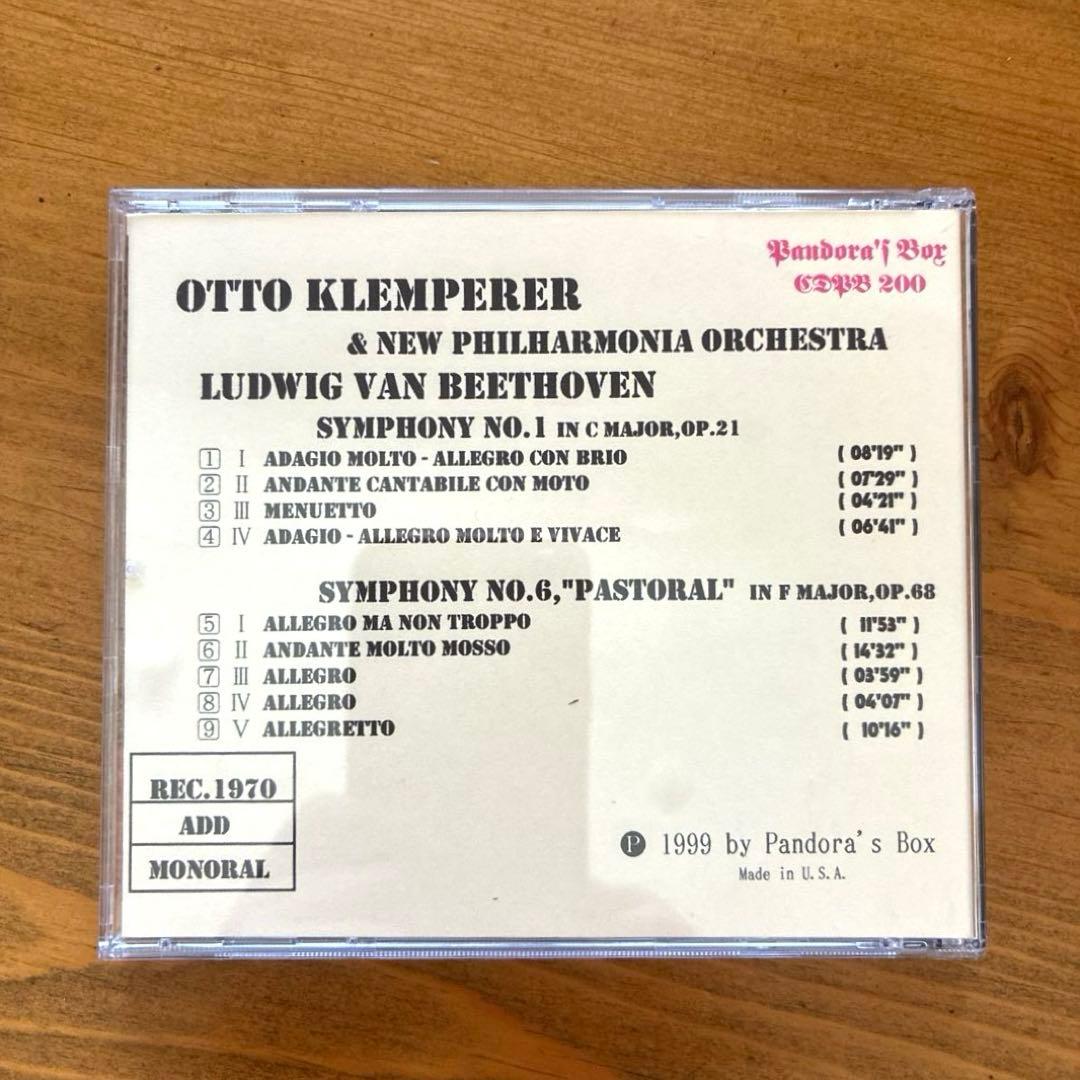 Pandora's Box
CDPB 200
OTTO KLEMPERER
& NEW PHILHARMONIA ORCHESTRA
LUDWIG VAN BEETHOVEN
SYMPHONY NO.1 IN C MAJOR,OP.21
1 I ADAGIO MOLTO - ALLEGRO CON BRIO ( 08'19" )
2 II ANDANTE CANTABILE CON MOTO ( 07'29" )
3 III MENUETTO ( 04'21" )
4 IV ADAGIO - ALLEGRO MOLTO E VIVACE ( 06'41" )
SYMPHONY NO.6,"PASTORAL" IN F MAJOR,OP.68
5 I ALLEGRO MA NON TROPPO ( 11'53" )
6 II ANDANTE MOLTO MOSSO ( 14'32" )
7 III ALLEGRO ( 03'59" )
8 IV ALLEGRO ( 04'07" )
9 V ALLEGRETTO ( 10'16" )
REC.1970
ADD
MONORAL
℗ 1999 by Pandora's Box
Made in U.S.A.